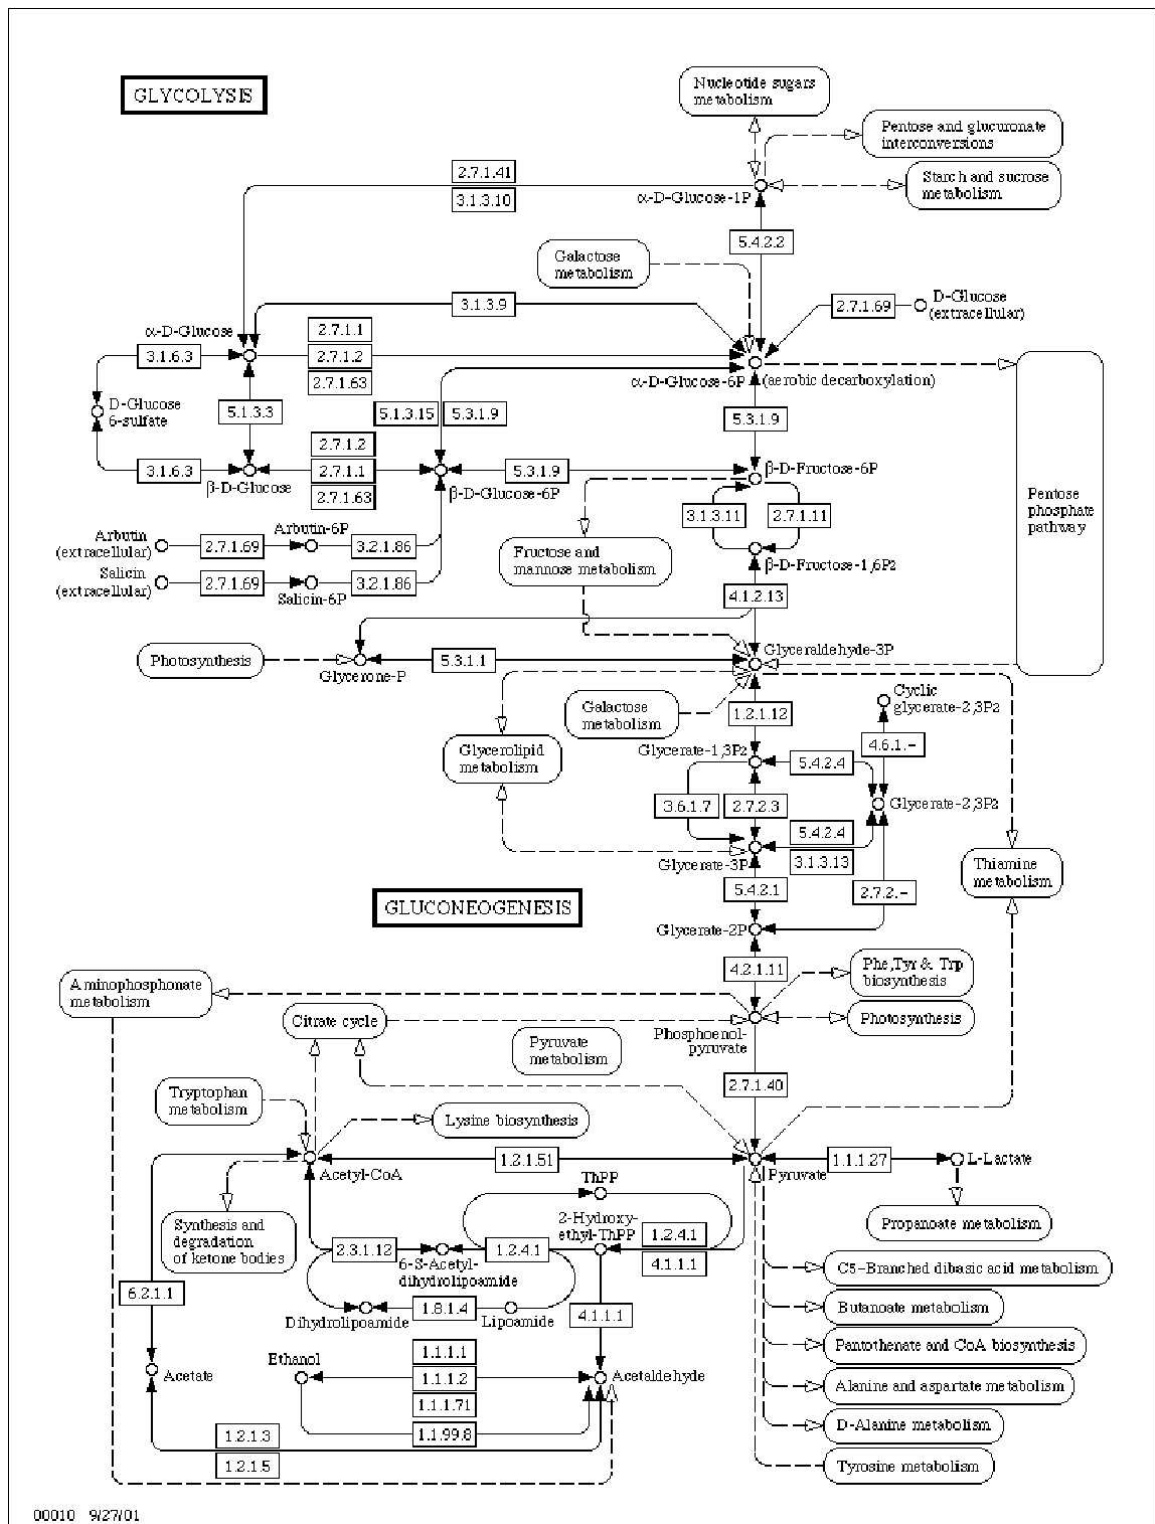 GLYCOLYSIS
Nucleotide sugars
metabolism
Pentose and glucuronate
interconversions
Starch and sucrose
metabolism
2.7.1.41
3.1.3.10
α-D-Glucose-1P
5.4.2.2
Galactose
metabolism
3.1.3.9
2.7.1.69
D-Glucose
(extracellular)
α-D-Glucose
2.7.1.1
3.1.6.3
2.7.1.2
2.7.1.63
α-D-Glucose-6P
(aerobic decarboxylation)
D-Glucose
6-sulfate
5.1.3.3
5.1.3.15
5.3.1.9
5.3.1.9
2.7.1.2
3.1.6.3
2.7.1.1
5.3.1.9
β-D-Fructose-6P
β-D-Glucose
2.7.1.63
β-D-Glucose-6P
Pentose
phosphate
pathway
3.1.3.11
2.7.1.11
Arbutin
(extracellular)
Arbutin-6P
2.7.1.69
3.2.1.86
Fructose and
mannose metabolism
β-D-Fructose-1,6P2
Salicin
(extracellular)
2.7.1.69
3.2.1.86
Salicin-6P
4.1.2.13
Glyceraldehyde-3P
Photosynthesis
5.3.1.1
Glycerone-P
Galactose
metabolism
1.2.1.12
Cyclic
glycerate-2,3P2
Glycerolipid
metabolism
Glycerate-1,3P2
4.6.1.-
5.4.2.4
3.6.1.7
2.7.2.3
Glycerate-2,3P2
5.4.2.4
3.1.3.13
Glycerate-3P
Thiamine
metabolism
5.4.2.1
2.7.2.-
GLUCONEOGENESIS
Glycerate-2P
4.2.1.11
Phe,Tyr & Trp
biosynthesis
Aminophosphonate
metabolism
Citrate cycle
Photosynthesis
Pyruvate
metabolism
Phosphoenol-
pyruvate
2.7.1.40
Tryptophan
metabolism
Lysine biosynthesis
1.2.1.51
1.1.1.27
L-Lactate
Acetyl-CoA
Pyruvate
ThPP
Synthesis and
degradation
of ketone bodies
2-Hydroxy-
ethyl-ThPP
Propanoate metabolism
2.3.1.12
1.2.4.1
1.2.4.1
4.1.1.1
6-S-Acetyl-
dihydrolipoamide
C5-Branched dibasic acid metabolism
6.2.1.1
1.8.1.4
Dihydrolipoamide
Lipoamide
4.1.1.1
Butanoate metabolism
Pantothenate and CoA biosynthesis
Ethanol
1.1.1.1
Acetate
1.1.1.2
Acetaldehyde
Alanine and aspartate metabolism
1.1.1.71
D-Alanine metabolism
1.1.99.8
1.2.1.3
1.2.1.5
Tyrosine metabolism
00010 9/27/01